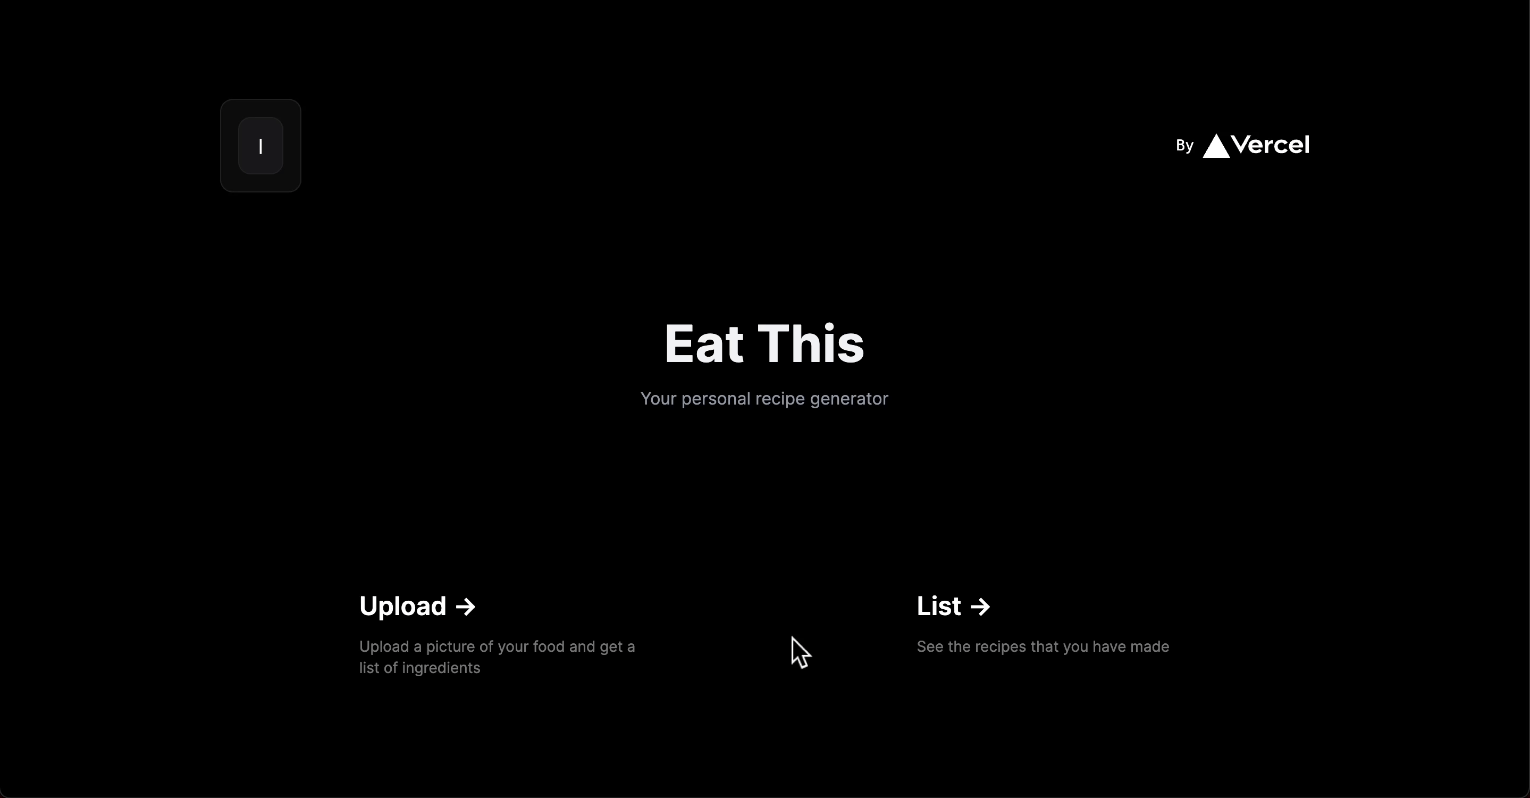 I
By Vercel
Eat This
Your personal recipe generator
Upload →
Upload a picture of your food and get a
list of ingredients
List →
See the recipes that you have made